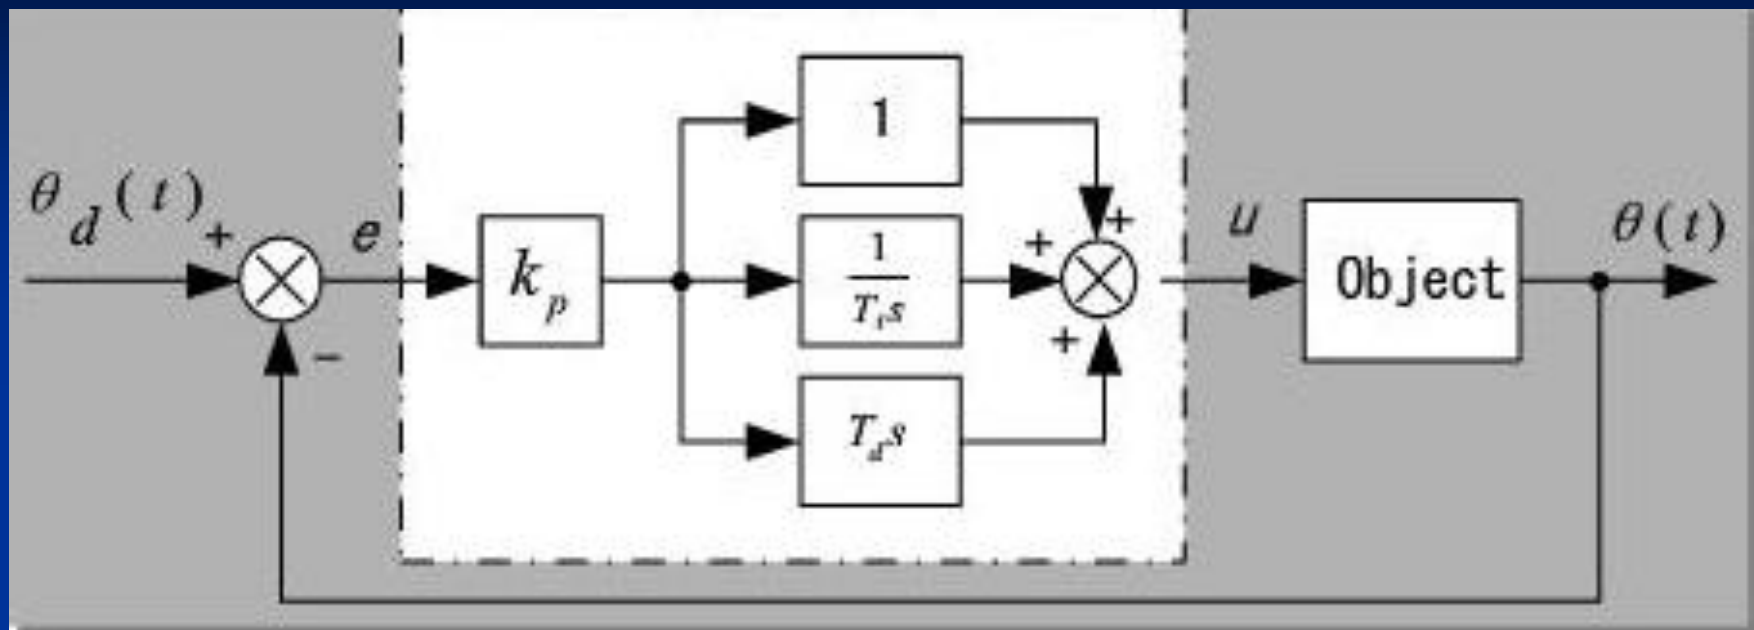 θd(t)
+
−
e
kp
1
1
Tis
Tds
+
+
+
u
Object
θ(t)